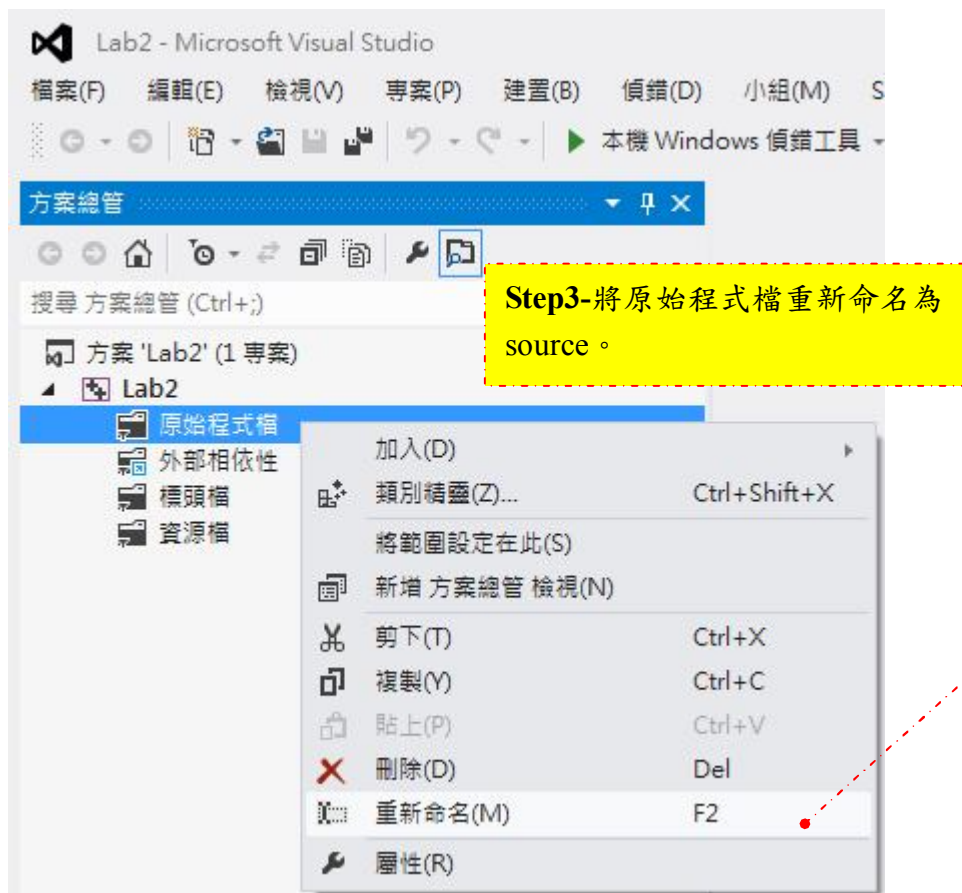 Lab2 - Microsoft Visual Studio
檔案(F) 編輯(E) 檢視(V) 專案(P) 建置(B) 偵錯(D) 小組(M) S
本機 Windows 偵錯工具
方案總管
搜尋 方案總管 (Ctrl+;)
Step3-將原始程式檔重新命名為
source。
方案 'Lab2' (1 專案)
Lab2
原始程式檔
外部相依性
標頭檔
資源檔
加入(D)
類別精靈(Z)... Ctrl+Shift+X
將範圍設定在此(S)
新增 方案總管 檢視(N)
剪下(T) Ctrl+X
複製(Y) Ctrl+C
貼上(P) Ctrl+V
刪除(D) Del
重新命名(M) F2
屬性(R)